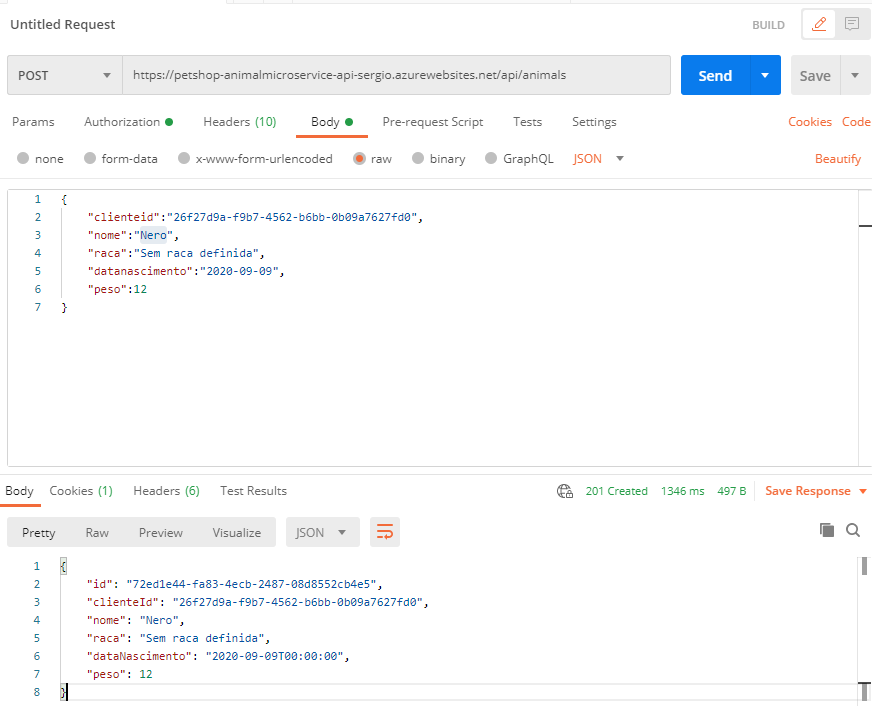 Untitled Request
BUILD
POST
https://petshop-animalmicroservice-api-sergio.azurewebsites.net/api/animals
Send
Save
Params Authorization Headers (10) Body Pre-request Script Tests Settings Cookies Code
none form-data x-www-form-urlencoded raw binary GraphQL JSON Beautify
1 {
2 "clienteid":"26f27d9a-f9b7-4562-b6bb-0b09a7627fd0",
3 "nome":"Nero",
4 "raca":"Sem raca definida",
5 "datanascimento":"2020-09-09",
6 "peso":12
7 }
Body Cookies (1) Headers (6) Test Results 201 Created 1346 ms 497 B Save Response
Pretty Raw Preview Visualize JSON
1 {
2 "id": "72ed1e44-fa83-4ecb-2487-08d8552cb4e5",
3 "clienteId": "26f27d9a-f9b7-4562-b6bb-0b09a7627fd0",
4 "nome": "Nero",
5 "raca": "Sem raca definida",
6 "dataNascimento": "2020-09-09T00:00:00",
7 "peso": 12
8 }